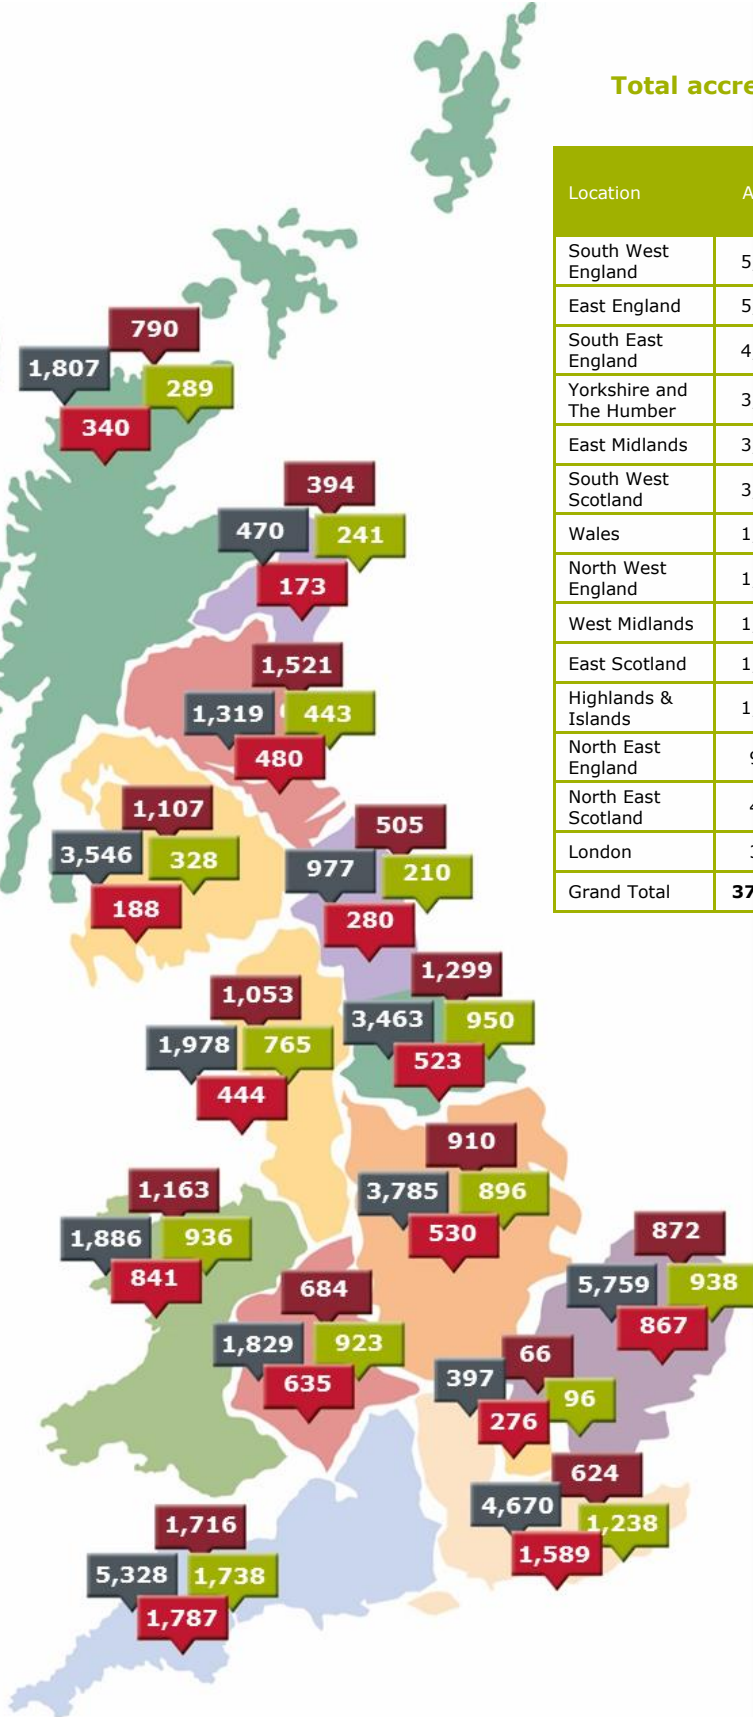 Total accre
Location A
South West
England
5
East England 5
South East
England
4,
Yorkshire and
The Humber
3
East Midlands 3,
South West
Scotland
3,
Wales 1,
North West
England
1,
West Midlands 1
East Scotland 1,
Highlands &
Islands
1
North East
England
9
North East
Scotland
4
London 3
Grand Total 37
790
1,807
289
340
394
470
241
173
1,521
1,319
443
480
1,107
3,546
328
188
505
977
210
280
1,053
1,978
765
444
1,299
3,463
950
523
910
3,785
896
530
1,163
1,886
936
841
872
5,759
938
867
684
1,829
923
635
66
397
96
276
624
4,670
1,238
1,589
1,716
5,328
1,738
1,787